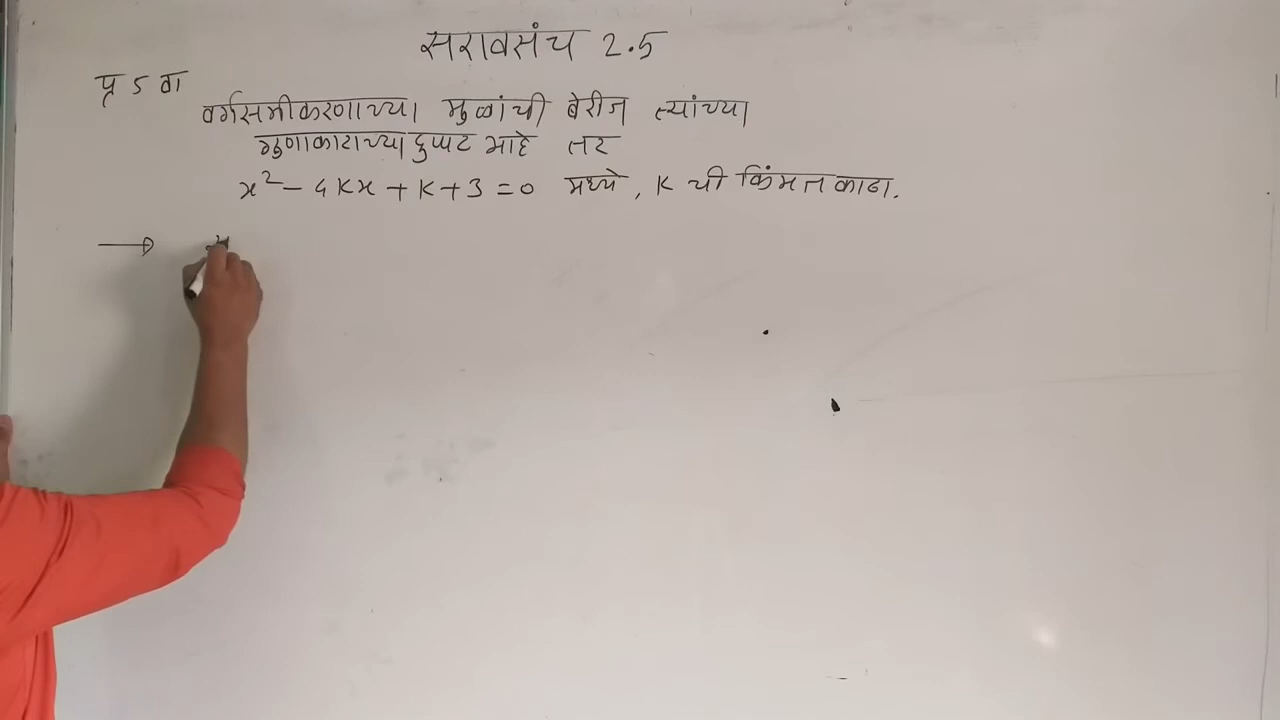 सरावसंच 2.5
प्र 5 वा
वर्गसमीकरणाच्या मुळांची बेरीज त्यांच्या
गुणाकाराच्या दुप्पट आहे तर
x² - 4kx + k + 3 = 0 मध्ये, k ची किंमत काढा.